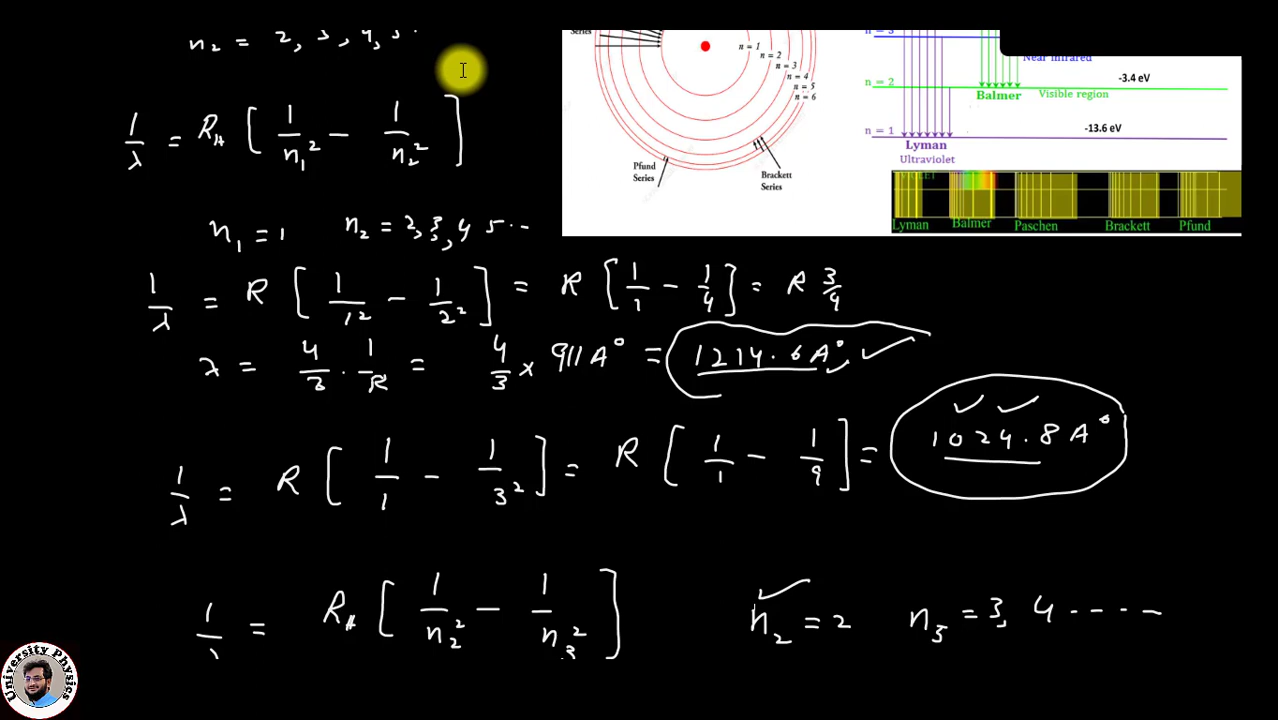 n₂ = 2, 3, 4, 5 ..
1/λ = R_H [ 1/n₁² − 1/n₂² ]
n₁ = 1 n₂ = 2, 3, 4 5 ...
1/λ = R [ 1/1² − 1/2² ] = R [ 1/1 − 1/4 ] = R 3/4
λ = 4/3 . 1/R = 4/3 × 911 A° = 1214.6 A°
1/λ = R [ 1/1 − 1/3² ] = R [ 1/1 − 1/9 ] = 1024.8 A°
1/λ = R_H [ 1/n₂² − 1/n₃² ] n₂ = 2 n₃ = 3, 4 ----
Series
n = 1
n = 2
n = 3
n = 4
n = 5
n = 6
Pfund
Series
Brackett
Series
Near infrared
n = 2
-3.4 eV
Balmer
Visible region
n = 1
-13.6 eV
Lyman
Ultraviolet
Lyman Balmer Paschen Brackett Pfund
University Physics